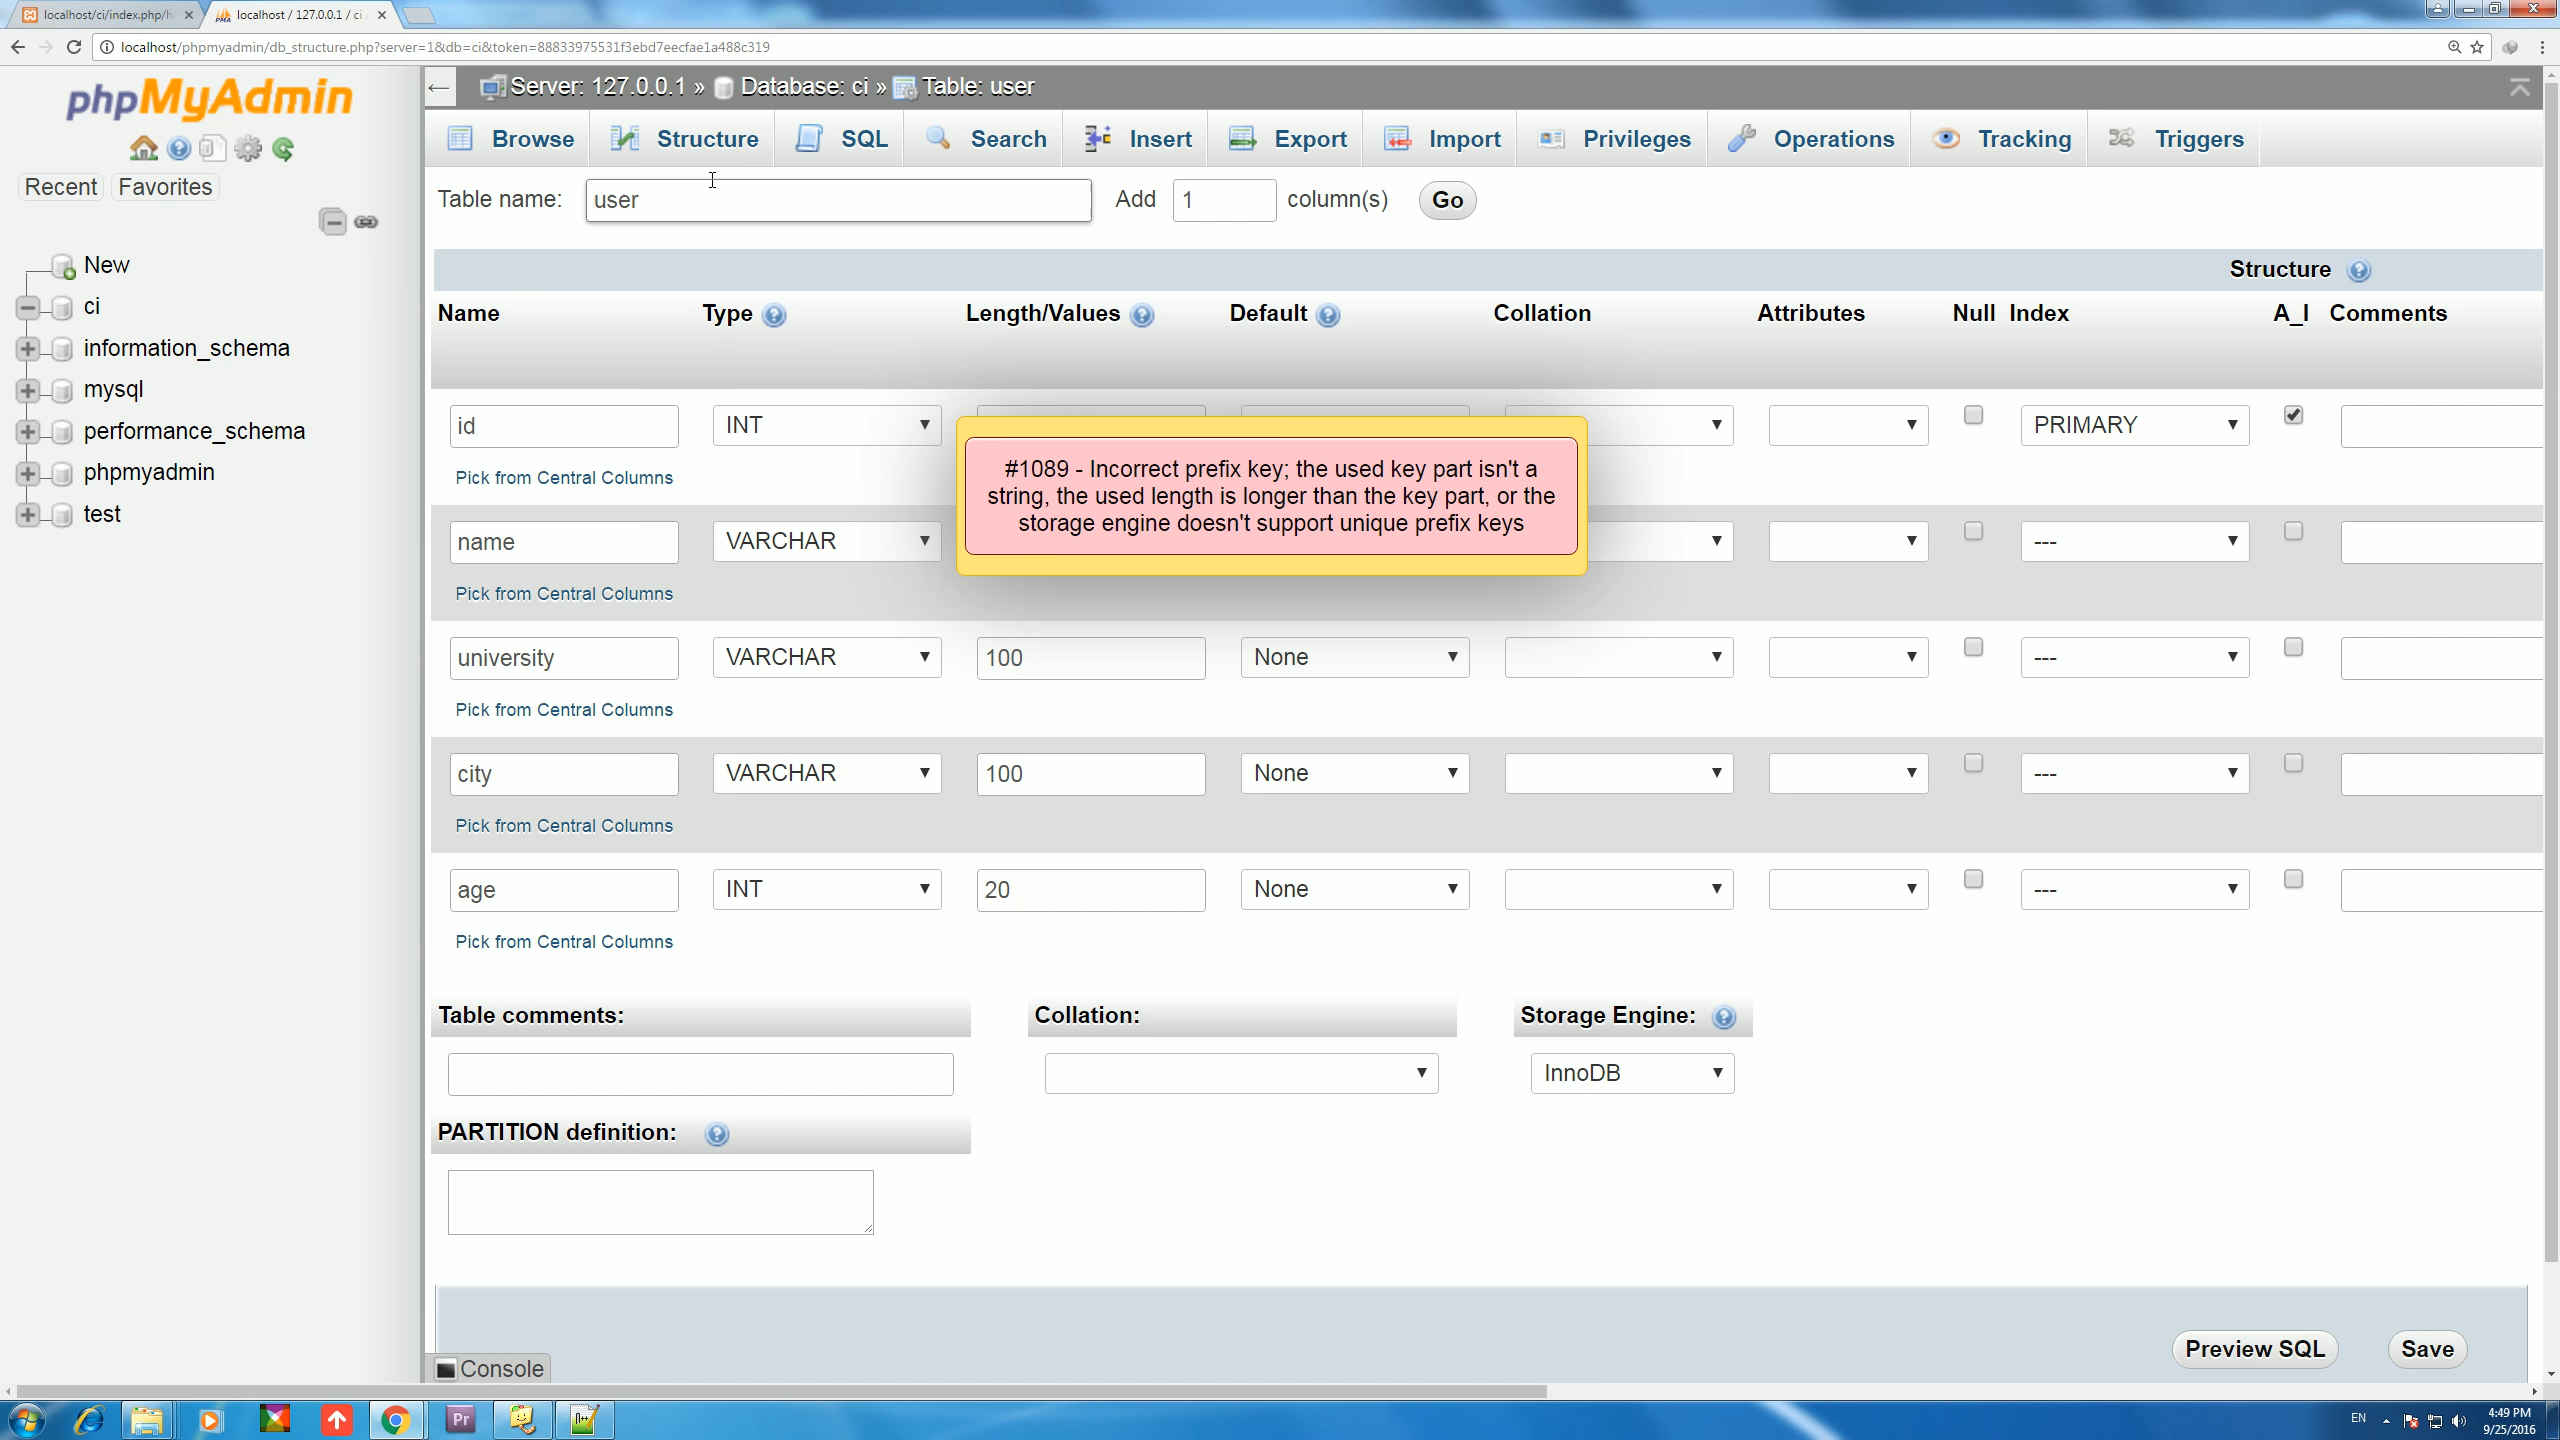 localhost/ci/index.php/h
localhost / 127.0.0.1 / ci
localhost/phpmyadmin/db_structure.php?server=1&db=ci&token=88833975531f3ebd7eecfae1a488c319
phpMyAdmin
Recent Favorites
New
ci
information_schema
mysql
performance_schema
phpmyadmin
test
Server: 127.0.0.1 » Database: ci » Table: user
Browse Structure SQL Search Insert Export Import Privileges Operations Tracking Triggers
Table name: user Add 1 column(s) Go
Structure
Name Type Length/Values Default Collation Attributes Null Index A_I Comments
id INT PRIMARY
Pick from Central Columns
#1089 - Incorrect prefix key; the used key part isn't a
string, the used length is longer than the key part, or the
storage engine doesn't support unique prefix keys
name VARCHAR ---
Pick from Central Columns
university VARCHAR 100 None ---
Pick from Central Columns
city VARCHAR 100 None ---
Pick from Central Columns
age INT 20 None ---
Pick from Central Columns
Table comments: Collation: Storage Engine:
InnoDB
PARTITION definition:
Preview SQL Save
Console
Pr
EN
4:49 PM
9/25/2016